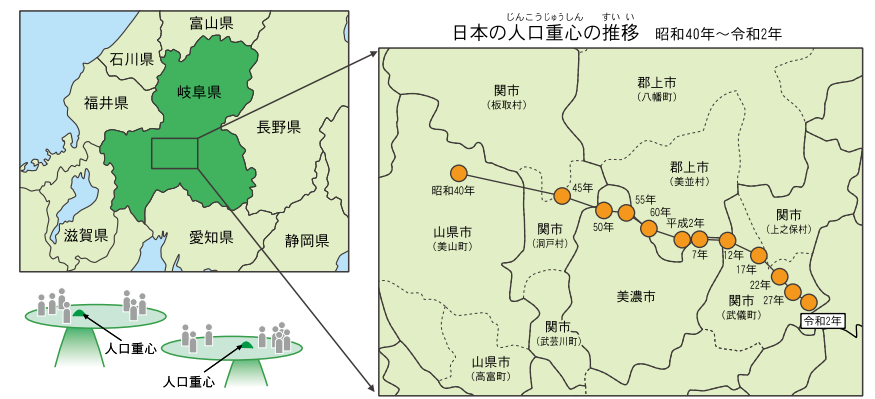 じんこうじゅうしん すいい
日本の人口重心の推移 昭和40年～令和2年
富山県
石川県
岐阜県
福井県
長野県
滋賀県
愛知県
静岡県
人口重心
人口重心
関市
(板取村)
郡上市
(八幡町)
昭和40年
45年
郡上市
(美並村)
50年
55年
60年
平成2年
7年
12年
17年
22年
27年
令和2年
山県市
(美山町)
関市
(洞戸村)
関市
(上之保村)
美濃市
関市
(武儀町)
関市
(武芸川町)
山県市
(高富町)